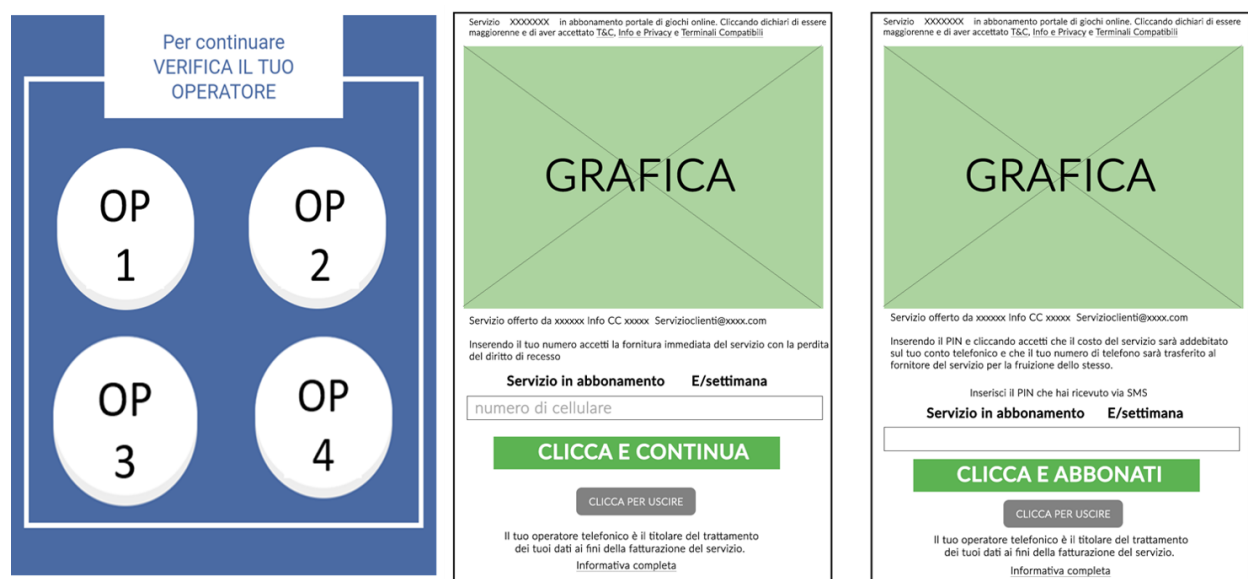 Per continuare
VERIFICA IL TUO
OPERATORE
OP
1
OP
2
OP
3
OP
4
Servizio XXXXXXX in abbonamento portale di giochi online. Cliccando dichiari di essere
maggiorenne e di aver accettato T&C, Info e Privacy e Terminali Compatibili
GRAFICA
Servizio offerto da xxxxxx Info CC xxxxx Servizioclienti@xxxx.com
Inserendo il tuo numero accetti la fornitura immediata del servizio con la perdita
del diritto di recesso
Servizio in abbonamento E/settimana
numero di cellulare
CLICCA E CONTINUA
CLICCA PER USCIRE
Il tuo operatore telefonico è il titolare del trattamento
dei tuoi dati ai fini della fatturazione del servizio.
Informativa completa
Servizio XXXXXXX in abbonamento portale di giochi online. Cliccando dichiari di essere
maggiorenne e di aver accettato T&C, Info e Privacy e Terminali Compatibili
GRAFICA
Servizio offerto da xxxxxx Info CC xxxxx Servizioclienti@xxxx.com
Inserendo il PIN e cliccando accetti che il costo del servizio sarà addebitato
sul tuo conto telefonico e che il tuo numero di telefono sarà trasferito al
fornitore del servizio per la fruizione dello stesso.
Inserisci il PIN che hai ricevuto via SMS
Servizio in abbonamento E/settimana
CLICCA E ABBONATI
CLICCA PER USCIRE
Il tuo operatore telefonico è il titolare del trattamento
dei tuoi dati ai fini della fatturazione del servizio.
Informativa completa